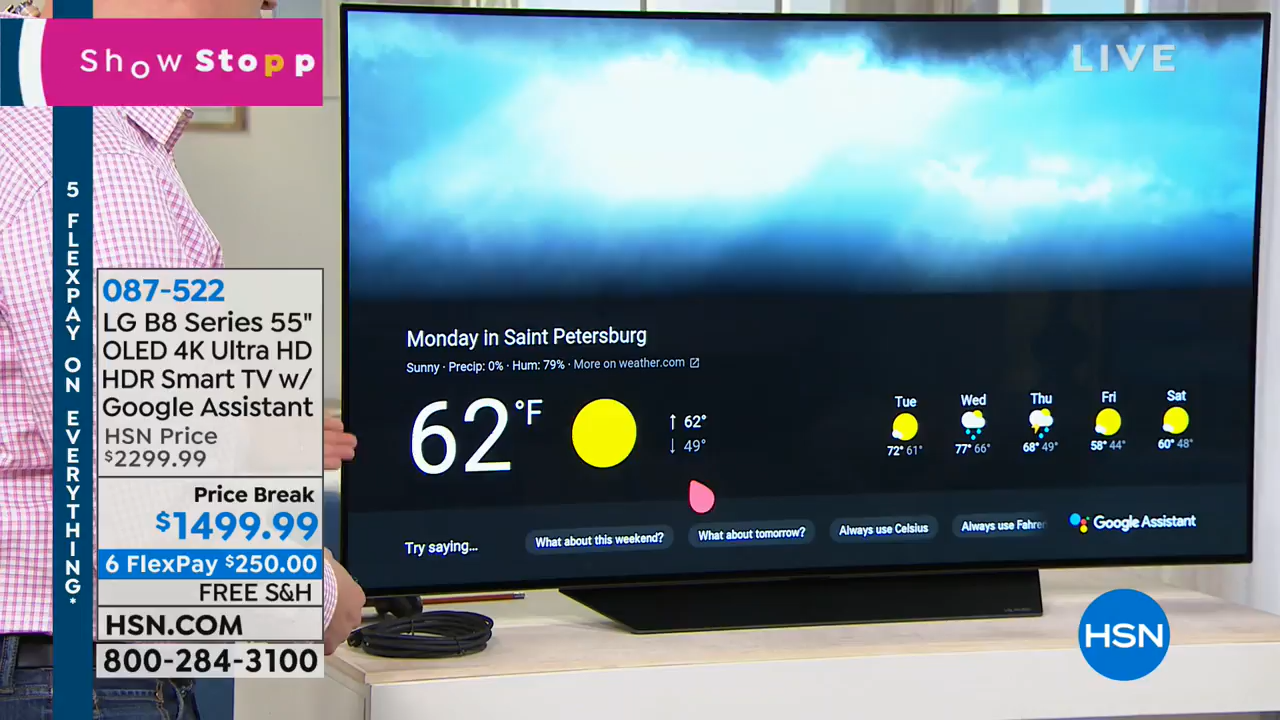 Show Stopp
LIVE
5 FLEXPAY ON EVERYTHING*
087-522
LG B8 Series 55"
OLED 4K Ultra HD
HDR Smart TV w/
Google Assistant
HSN Price
$2299.99
Price Break
$1499.99
6 FlexPay $250.00
FREE S&H
HSN.COM
800-284-3100
Monday in Saint Petersburg
Sunny · Precip: 0% · Hum: 79% · More on weather.com
62°F
↑ 62°
↓ 49°
Tue Wed Thu Fri Sat
72° 61° 77° 66° 68° 49° 58° 44° 60° 48°
Try saying... What about this weekend? What about tomorrow? Always use Celsius Always use Fahrer
Google Assistant
HSN